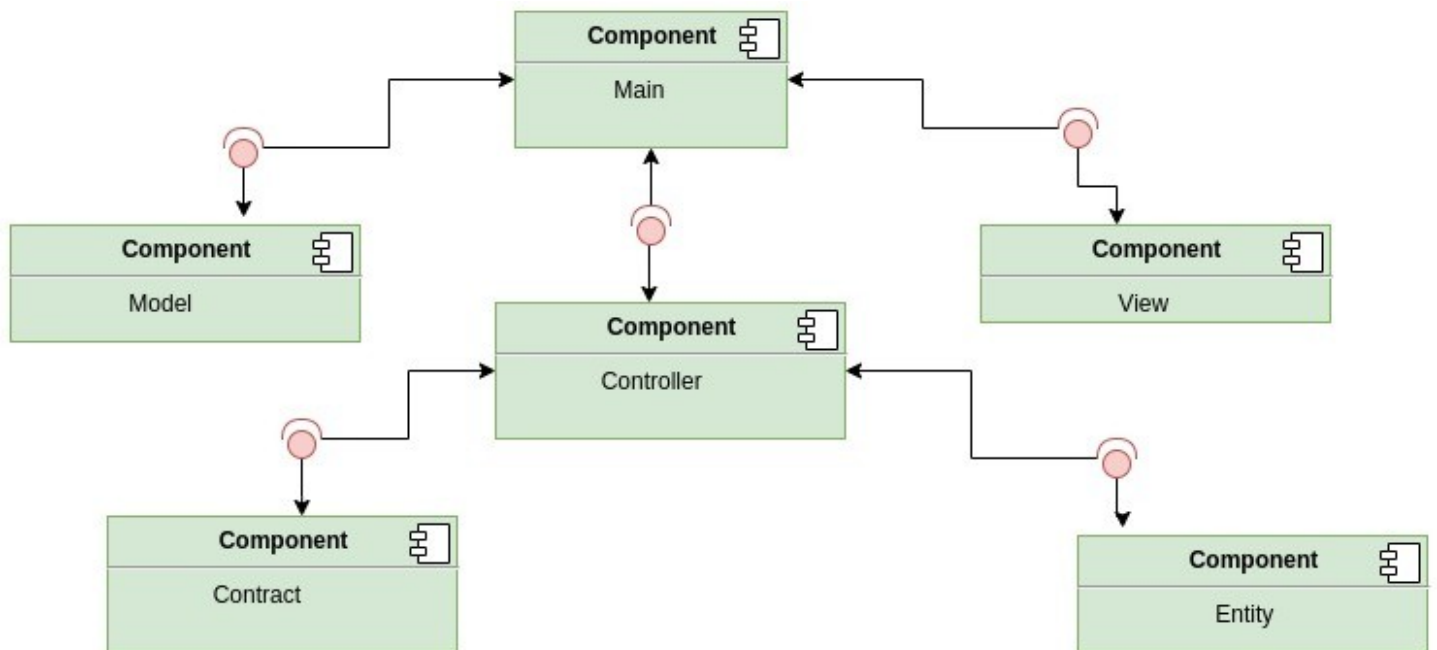 Component
Main
Component
Model
Component
View
Component
Controller
Component
Contract
Component
Entity